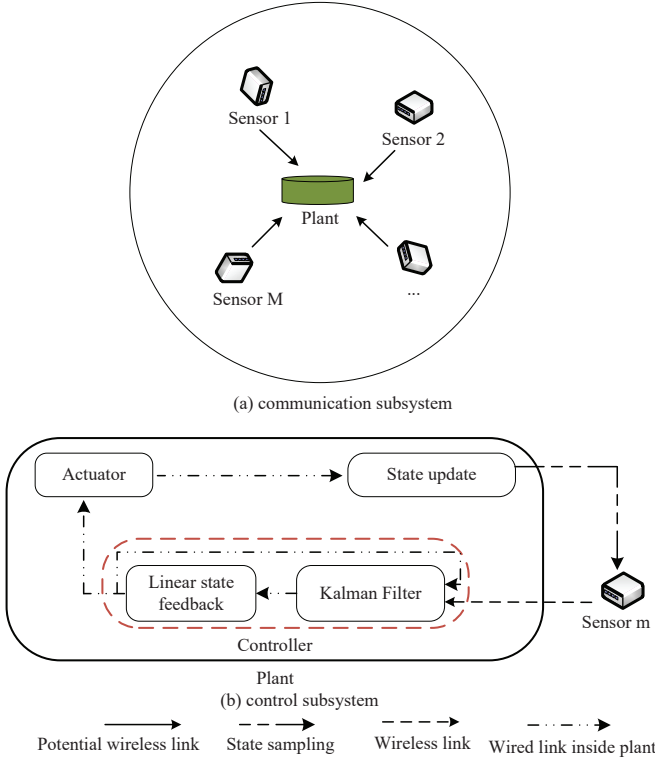 Sensor 1
Sensor 2
Plant
Sensor M
...
(a) communication subsystem
Actuator
State update
Linear state
feedback
Kalman Filter
Sensor m
Controller
Plant
(b) control subsystem
Potential wireless link
State sampling
Wireless link
Wired link inside plant